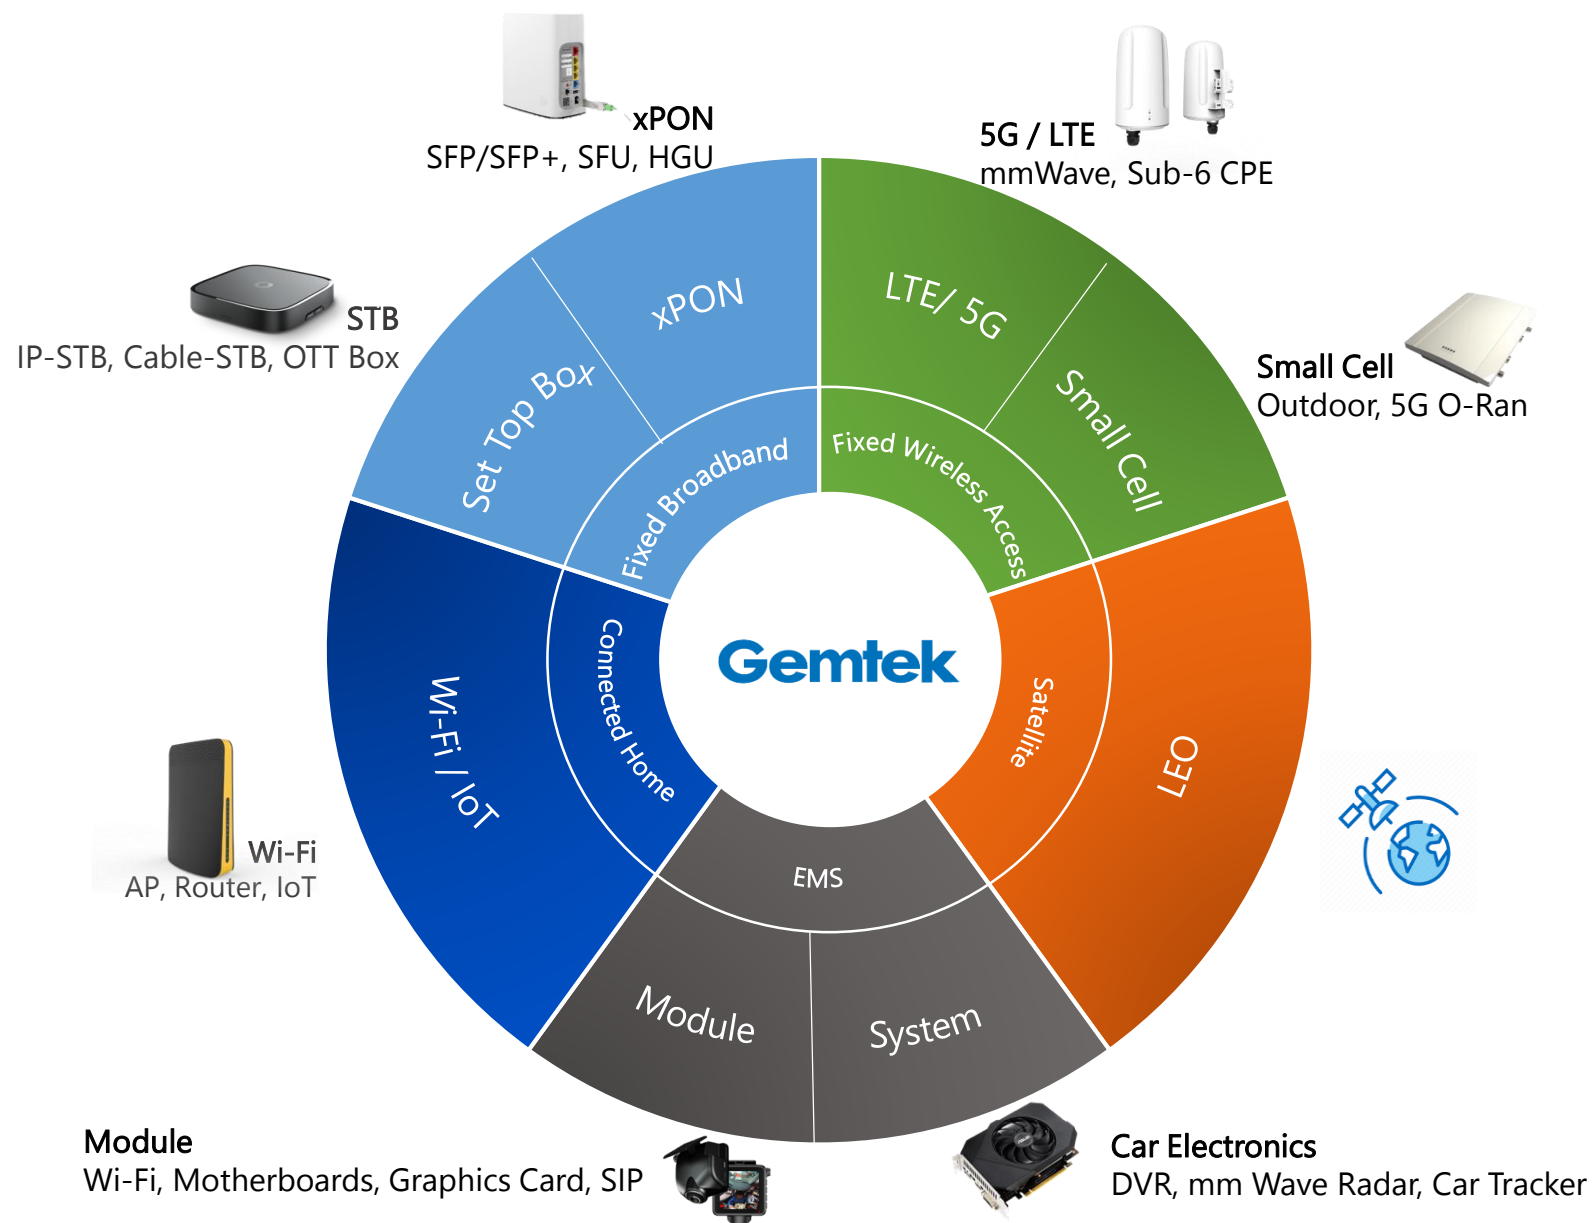 xPON
SFP/SFP+, SFU, HGU
5G / LTE
mmWave, Sub-6 CPE
STB
IP-STB, Cable-STB, OTT Box
Small Cell
Outdoor, 5G O-Ran
xPON
LTE/ 5G
Set Top Box
Small Cell
Fixed Broadband
Fixed Wireless Access
Gemtek
Connected Home
Satellite
Wi-Fi / IoT
LEO
Wi-Fi
AP, Router, IoT
EMS
Module
System
Module
Wi-Fi, Motherboards, Graphics Card, SIP
Car Electronics
DVR, mm Wave Radar, Car Tracker